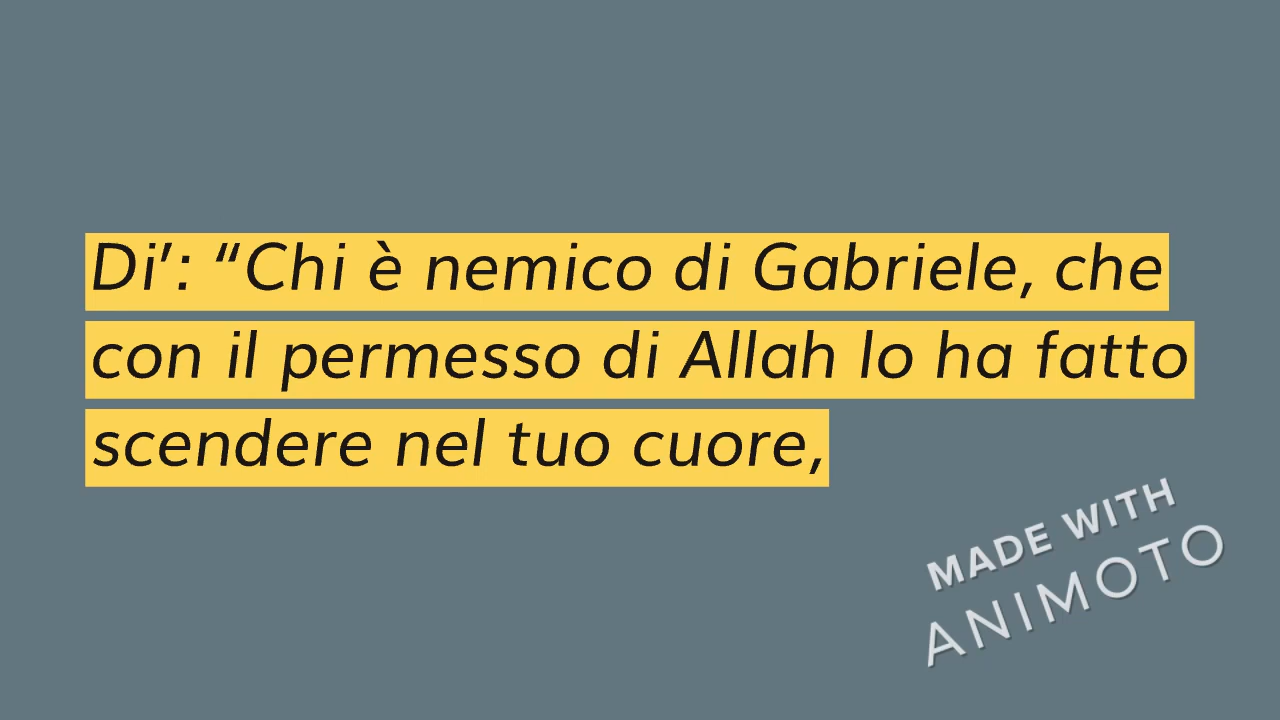 Di’: “Chi è nemico di Gabriele, che
con il permesso di Allah lo ha fatto
scendere nel tuo cuore,
MADE WITH
ANIMOTO